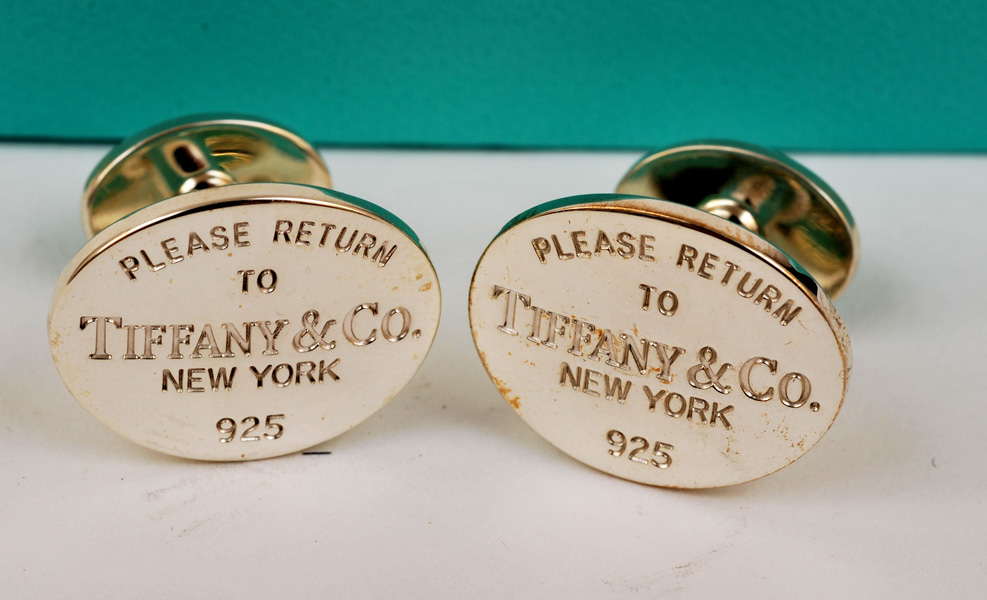 PLEASE RETURN
TO
TIFFANY & CO.
NEW YORK
925
PLEASE RETURN
TO
TIFFANY & CO.
NEW YORK
925